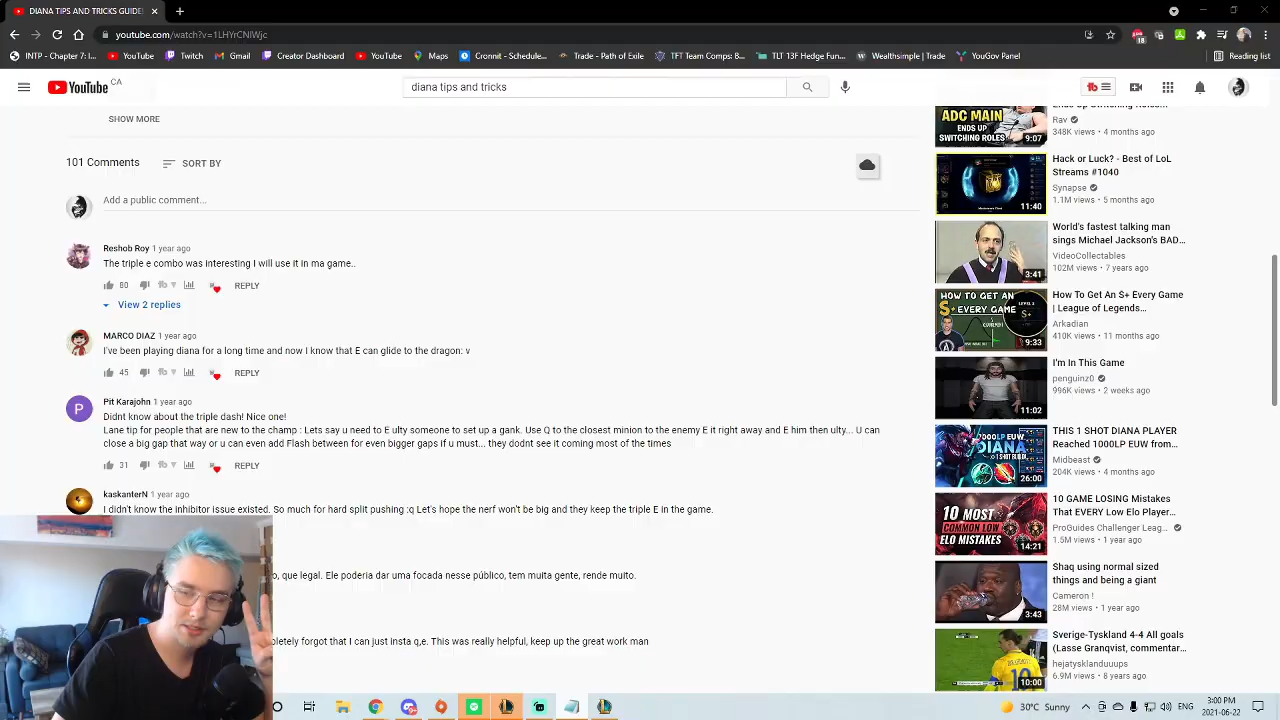 DIANA TIPS AND TRICKS GUIDE
youtube.com/watch?v=1LHYrCNIWjc
INTP - Chapter 7: I...
YouTube
Twitch
Gmail
Creator Dashboard
YouTube
Maps
Cronnt - Schedules...
Trade - Path of Exile
TFT Team Comps: B...
TLT 13F Hedge Fun...
Wealthsimple | Trade
YouGov Panel
Reading list
YouTube CA
diana tips and tricks
SHOW MORE
101 Comments
SORT BY
Add a public comment...
Reshob Roy 1 year ago
The triple e combo was interesting I will use it in ma game..
80
REPLY
View 2 replies
MARCO DIAZ 1 year ago
I've been playing diana for a long time and I didn't know that E can glide to the dagger: v
45
REPLY
Pit Karajohn 1 year ago
Didnt know about the triple dash! Nice one!
Lane tip for people that are new to the champ : Lets say u need to E ulty someone to set up a gank. Use Q to the closest minion to the enemy E it right away and E him then ulty... U can
close a big gap that way or u can even add Flash after that for even bigger gaps if u must... they dodnt see it coming most of the times
31
REPLY
kaskanterN 1 year ago
I didn't know the inhibitor issue existed. So much for hard split pushing :q Let's hope the nerf won't be big and they keep the triple E in the game.
que legal. Ele poderia dar uma focada nesse público, tem muita gente, rende muito.
forgot that I can just insta q,e. This was really helpful, keep up the great work man
ADC MAIN
ENDS UP
SWITCHING ROLES
9:07
Ends Up Switching Roles...
Rav
348K views • 4 months ago
11:40
Hack or Luck? - Best of LoL
Streams #1040
Synapse
1.1M views • 5 months ago
3:41
World's fastest talking man
sings Michael Jackson's BAD...
VideoCollectables
102M views • 7 years ago
HOW TO GET AN
S+ EVERY GAME
9:33
How To Get An S+ Every Game
| League of Legends...
Arkadian
410K views • 11 months ago
11:02
I'm In This Game
penguinz0
996K views • 2 weeks ago
1000LP EUW
DIANA
1 SHOT BUILD
26:00
THIS 1 SHOT DIANA PLAYER
Reached 1000LP EUW from...
Midbeast
204K views • 4 months ago
10 MOST
COMMON LOW
ELO MISTAKES
14:21
10 GAME LOSING Mistakes
That EVERY Low Elo Player...
ProGuides Challenger Leag...
1.5M views • 1 year ago
3:43
Shaq using normal sized
things and being a giant
Cameron !
28M views • 1 year ago
10:00
Sverige-Tyskland 4-4 All goals
(Lasse Granqvist, commentar...
hejatysklanduuups
6.9M views • 8 years ago
30°C Sunny
ENG
3:00 PM
2021-06-22